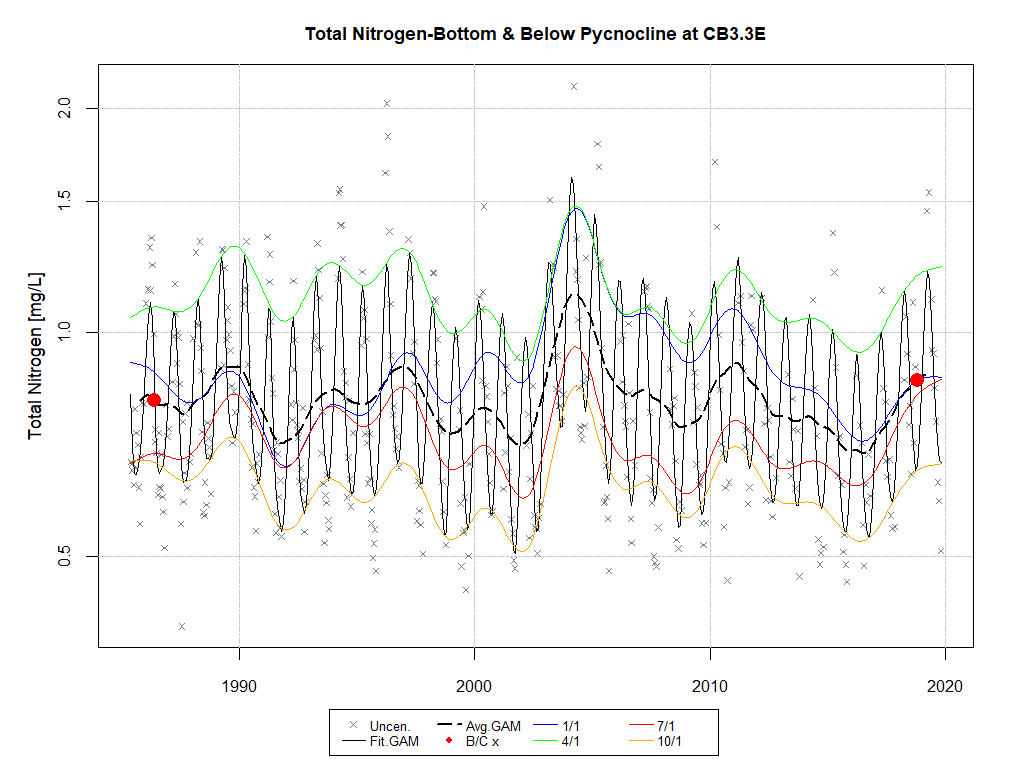 Total Nitrogen-Bottom & Below Pycnocline at CB3.3E
Total Nitrogen [mg/L]
2.0
1.5
1.0
0.5
1990 2000 2010 2020
Uncen. Avg.GAM 1/1 7/1
Fit.GAM B/C x 4/1 10/1